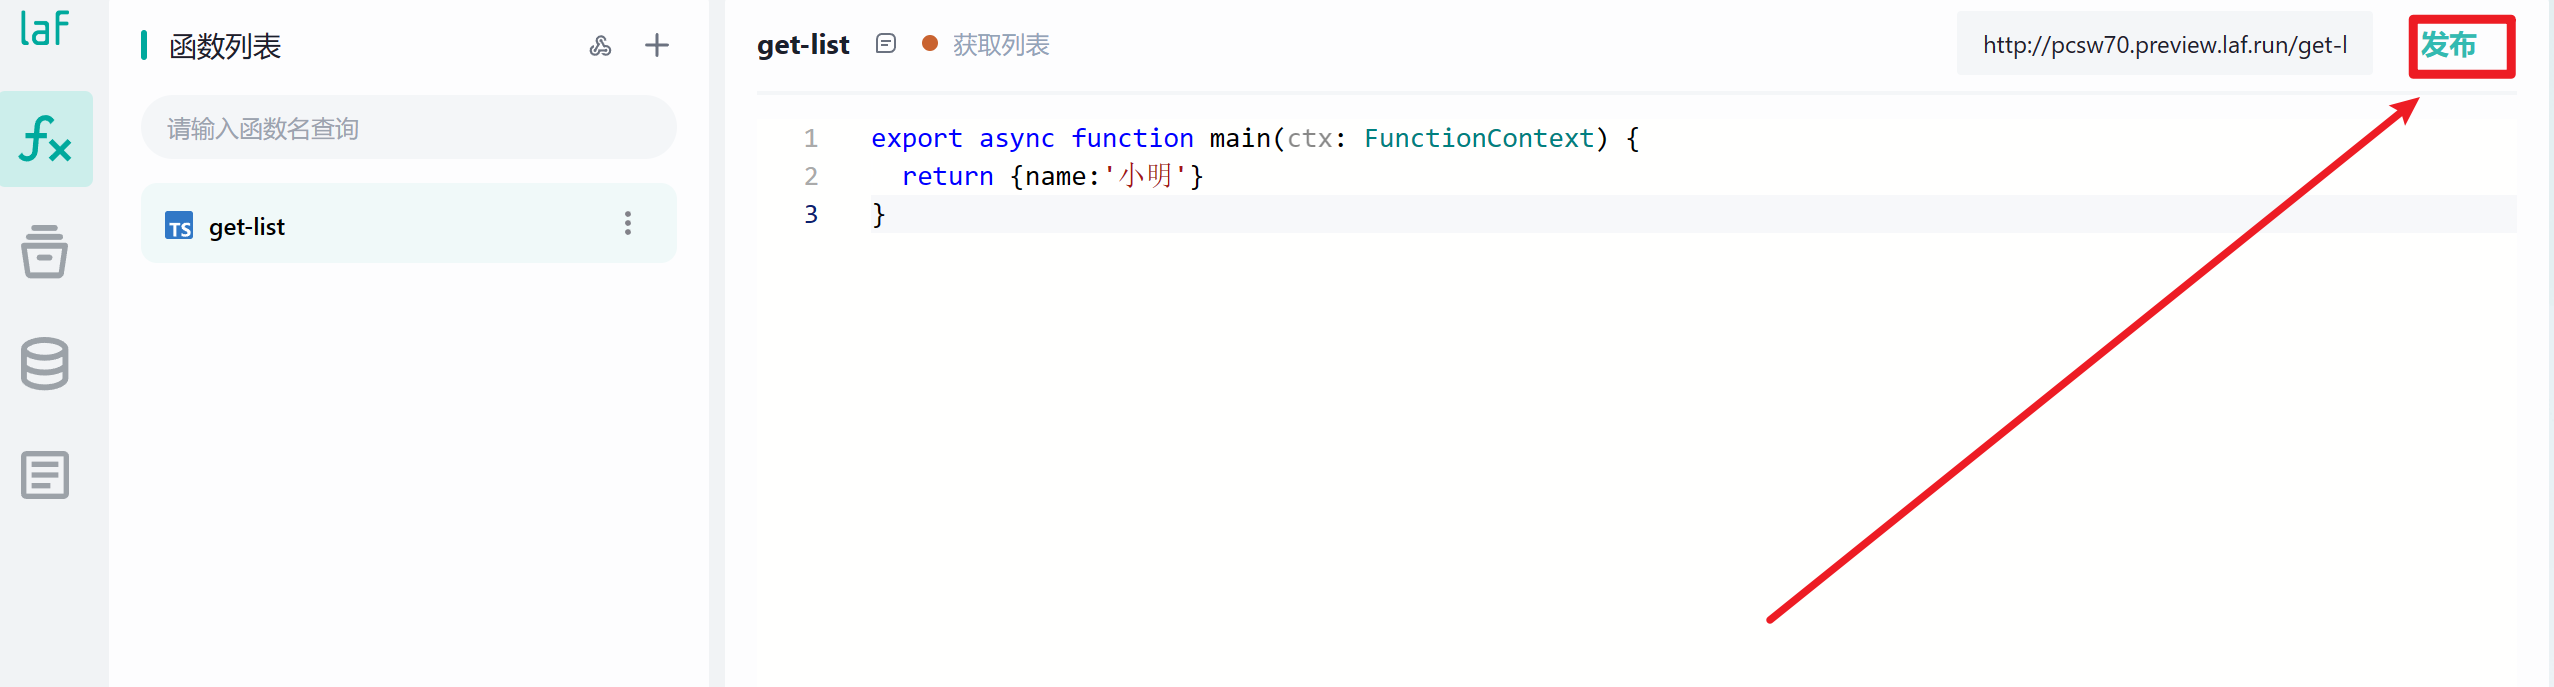 laf
函数列表
请输入函数名查询
TS get-list
get-list 获取列表
http://pcsw70.preview.laf.run/get-l
发布
1 export async function main(ctx: FunctionContext) {
2 return {name:'小明'}
3 }